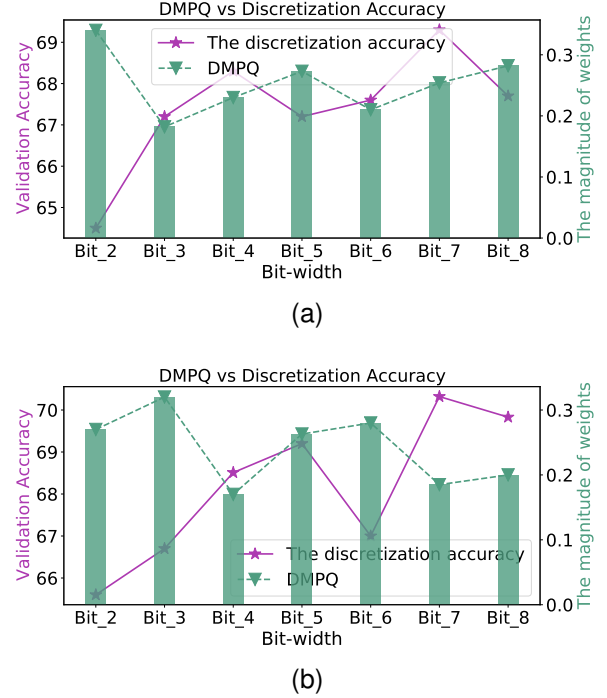 DMPQ vs Discretization Accuracy
The discretization accuracy
DMPQ
Validation Accuracy
69
68
67
66
65
The magnitude of weights
0.3
0.2
0.1
0.0
Bit_2 Bit_3 Bit_4 Bit_5 Bit_6 Bit_7 Bit_8
Bit-width
(a)
DMPQ vs Discretization Accuracy
Validation Accuracy
70
69
68
67
66
The discretization accuracy
DMPQ
The magnitude of weights
0.3
0.2
0.1
0.0
Bit_2 Bit_3 Bit_4 Bit_5 Bit_6 Bit_7 Bit_8
Bit-width
(b)